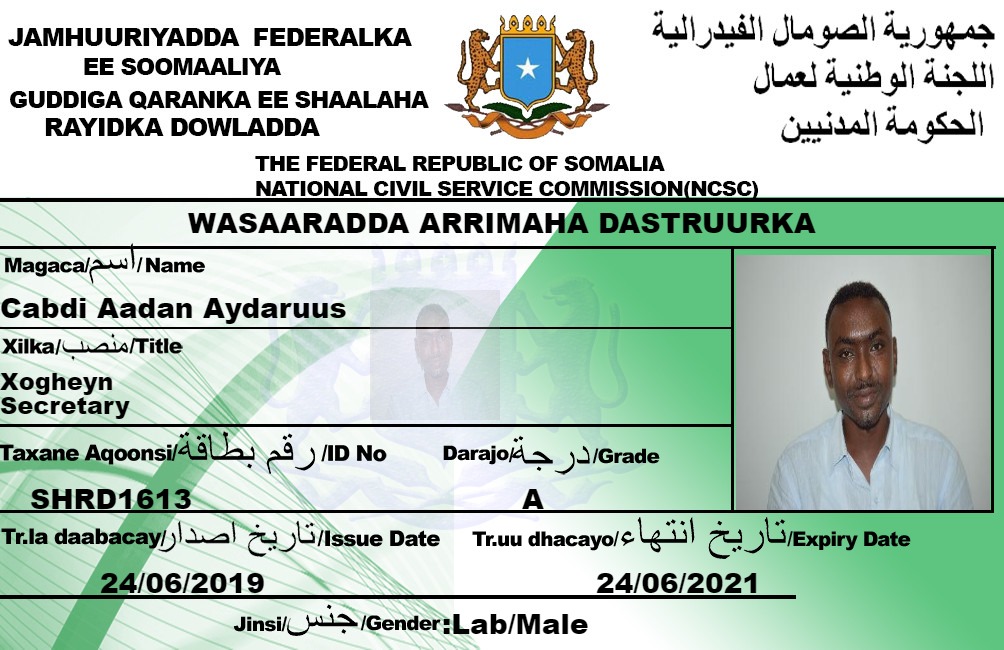 JAMHUURIYADDA FEDERALKA
EE SOOMAALIYA
GUDDIGA QARANKA EE SHAALAHA
RAYIDKA DOWLADDA
جمهورية الصومال الفيدرالية
اللجنة الوطنية لعمال
الحكومة المدنيين
THE FEDERAL REPUBLIC OF SOMALIA
NATIONAL CIVIL SERVICE COMMISSION(NCSC)
WASAARADDA ARRIMAHA DASTRUURKA
Magaca/اسم/Name
Cabdi Aadan Aydaruus
Xilka/منصب/Title
Xogheyn
Secretary
Taxane Aqoonsi/رقم بطاقة/ID No
SHRD1613
Darajo/درجة/Grade
A
Tr.la daabacay/تاريخ اصدار/Issue Date
24/06/2019
Tr.uu dhacayo/تاريخ انتهاء/Expiry Date
24/06/2021
Jinsi/جنس/Gender:Lab/Male